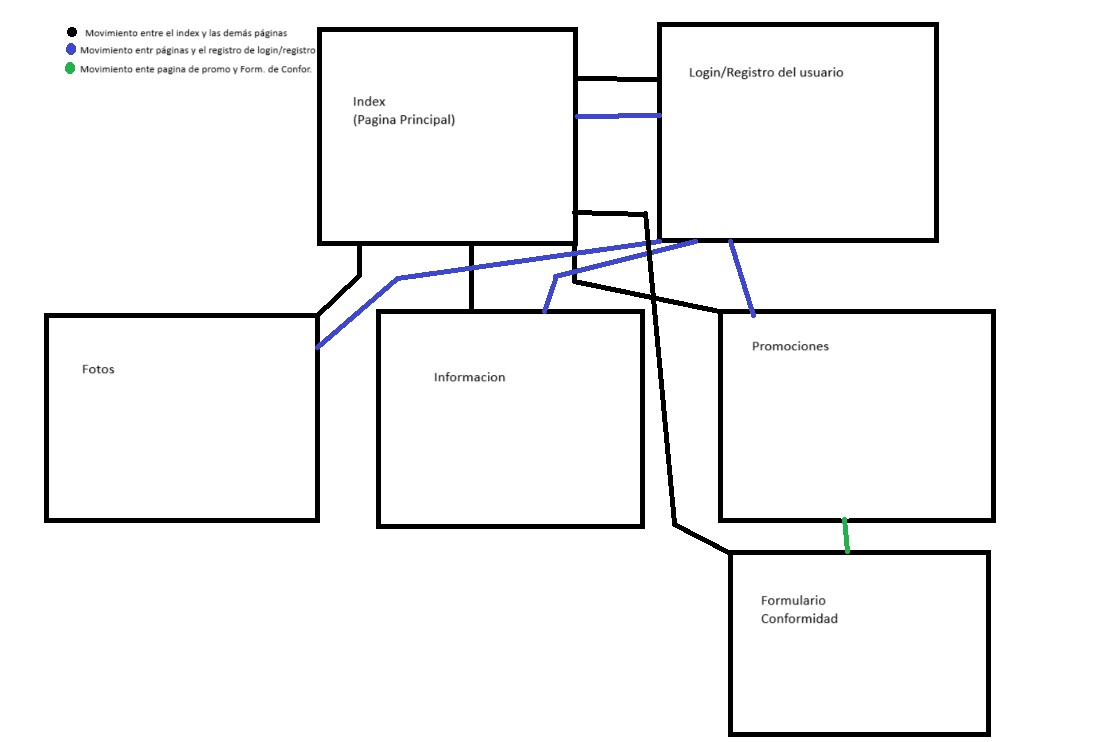 Movimiento entre el index y las demás páginas
Movimiento entr páginas y el registro de login/registro
Movimiento ente pagina de promo y Form. de Confor.
Index
(Pagina Principal)
Login/Registro del usuario
Fotos
Informacion
Promociones
Formulario
Conformidad